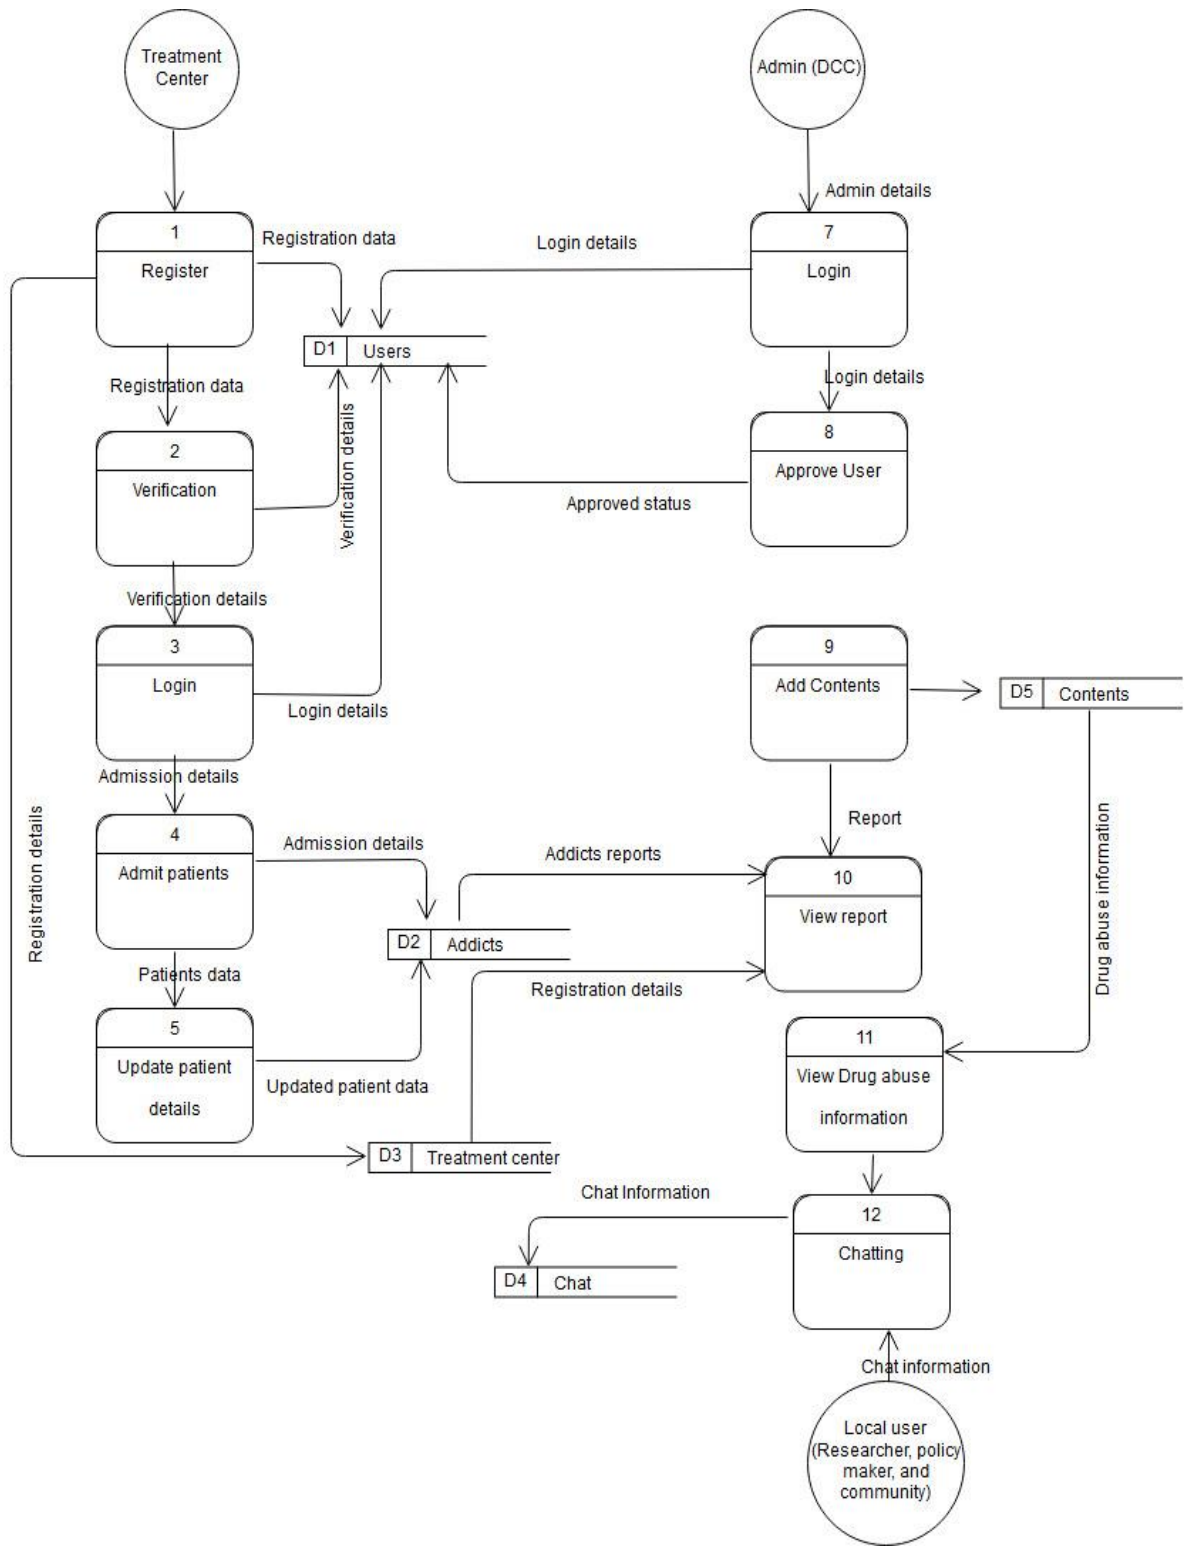 Treatment
Center
Admin (DCC)
Admin details
1
Register
Registration data
Login details
7
Login
D1 Users
Registration data
Login details
2
Verification
Verification details
8
Approve User
Approved status
Verification details
3
Login
Login details
9
Add Contents
D5 Contents
Admission details
Registration details
4
Admit patients
Admission details
Addicts reports
Report
10
View report
Drug abuse information
D2 Addicts
Patients data
Registration details
5
Update patient
details
Updated patient data
11
View Drug abuse
information
D3 Treatment center
Chat Information
12
Chatting
D4 Chat
Chat information
Local user
(Researcher, policy
maker, and
community)